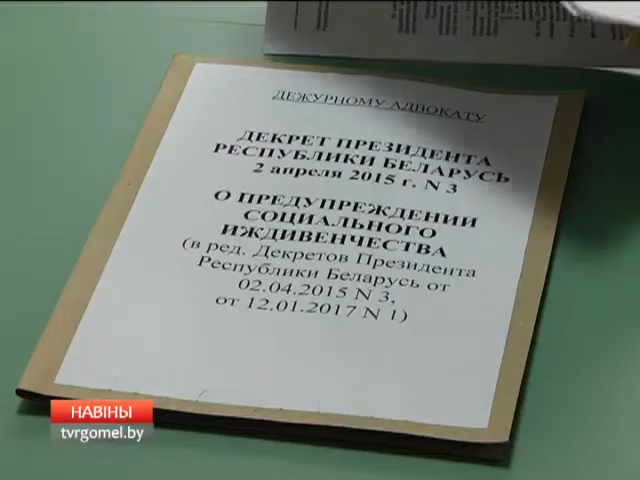 ДЕЖУРНОМУ АДВОКАТУ
ДЕКРЕТ ПРЕЗИДЕНТА
РЕСПУБЛИКИ БЕЛАРУСЬ
2 апреля 2015 г. N 3
О ПРЕДУПРЕЖДЕНИИ
СОЦИАЛЬНОГО
ИЖДИВЕНЧЕСТВА
(в ред. Декретов Президента
Республики Беларусь от
02.04.2015 N 3,
от 12.01.2017 N 1)
НАВІНЫ
tvrgomel.by